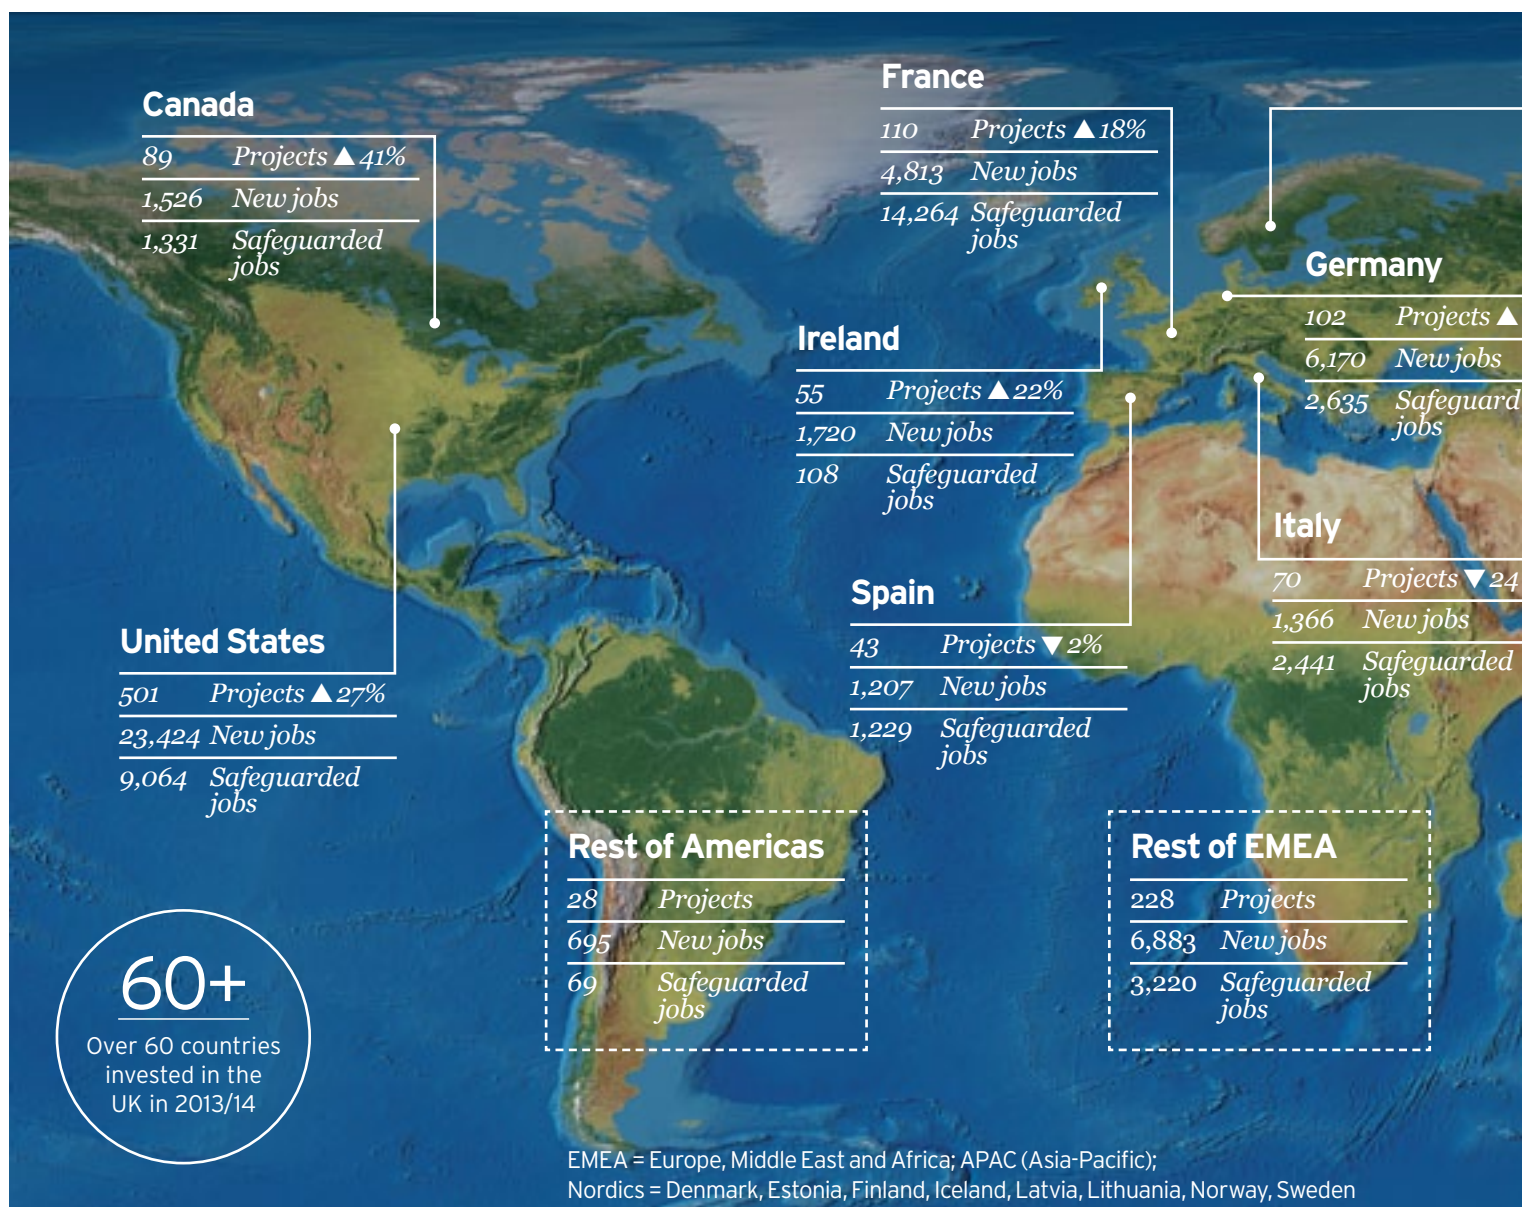 Canada
89 Projects ▲ 41%
1,526 New jobs
1,331 Safeguarded
jobs
France
110 Projects ▲ 18%
4,813 New jobs
14,264 Safeguarded
jobs
Germany
102 Projects ▲
6,170 New jobs
2,635 Safeguard
jobs
Ireland
55 Projects ▲ 22%
1,720 New jobs
108 Safeguarded
jobs
Italy
70 Projects ▼ 24
1,366 New jobs
2,441 Safeguarded
jobs
Spain
43 Projects ▼ 2%
1,207 New jobs
1,229 Safeguarded
jobs
United States
501 Projects ▲ 27%
23,424 New jobs
9,064 Safeguarded
jobs
Rest of Americas
28 Projects
695 New jobs
69 Safeguarded
jobs
Rest of EMEA
228 Projects
6,883 New jobs
3,220 Safeguarded
jobs
60+
Over 60 countries
invested in the
UK in 2013/14
EMEA = Europe, Middle East and Africa; APAC (Asia-Pacific);
Nordics = Denmark, Estonia, Finland, Iceland, Latvia, Lithuania, Norway, Sweden